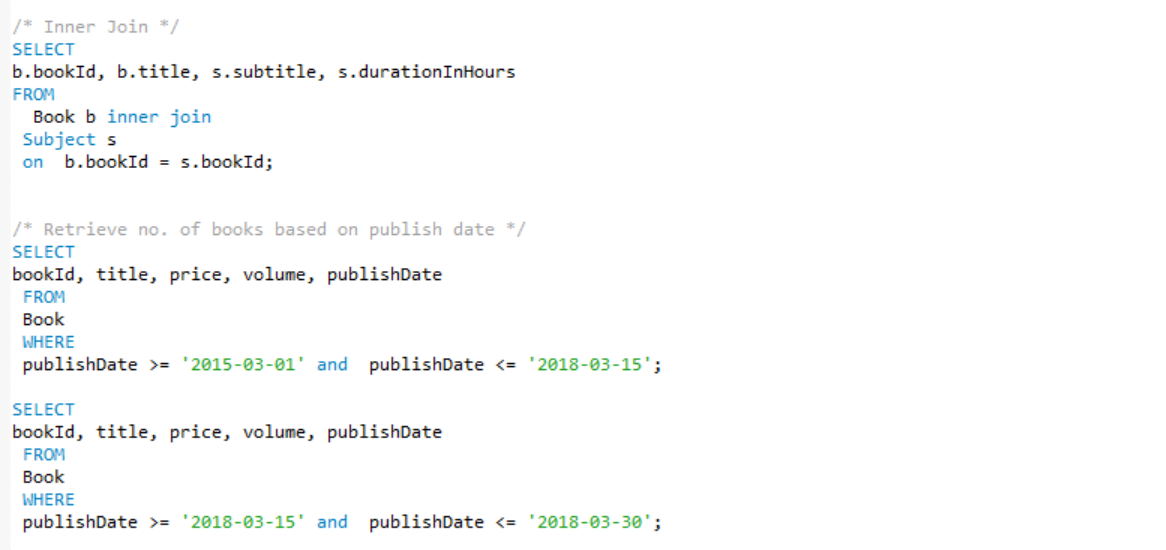 /* Inner Join */
SELECT
b.bookId, b.title, s.subtitle, s.durationInHours
FROM
Book b inner join
Subject s
on  b.bookId = s.bookId;
/* Retrieve no. of books based on publish date */
SELECT
bookId, title, price, volume, publishDate
FROM
Book
WHERE
publishDate >= '2015-03-01' and  publishDate <= '2018-03-15';
SELECT
bookId, title, price, volume, publishDate
FROM
Book
WHERE
publishDate >= '2018-03-15' and  publishDate <= '2018-03-30';